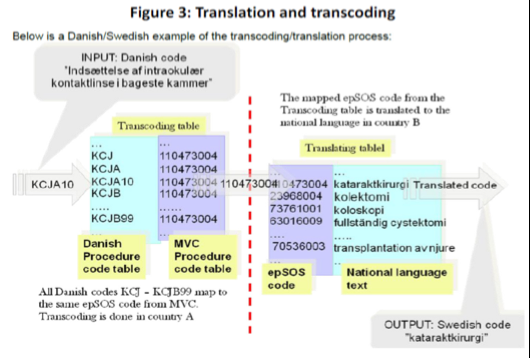 Figure 3: Translation and transcoding
Below is a Danish/Swedish example of the transcoding/translation process:
INPUT: Danish code
"Indsættelse af intraokulær
kontaktlinse i bageste kammer"
The mapped epSOS code from the
Transcoding table is translated to the
national language in country B
Transcoding table
Translating tablel
... ...
KCJ 110473004
KCJA 110473004
KCJA10 KCJA10 110473004 110473004 110473004 kataraktkirurgi Translated code
KCJB 110473004 23968004 kolektomi
..... 73761001 koloskopi
KCJB99 110473004 63016009 fullständig cystektomi
.... .....
70536003 transplantation av njure
Danish
Procedure
code table
MVC
Procedure
code table
epSOS
code
National language
text
All Danish codes KCJ - KCJB99 map to
the same epSOS code from MVC.
Transcoding is done in country A
OUTPUT: Swedish code
"kataraktkirurgi"